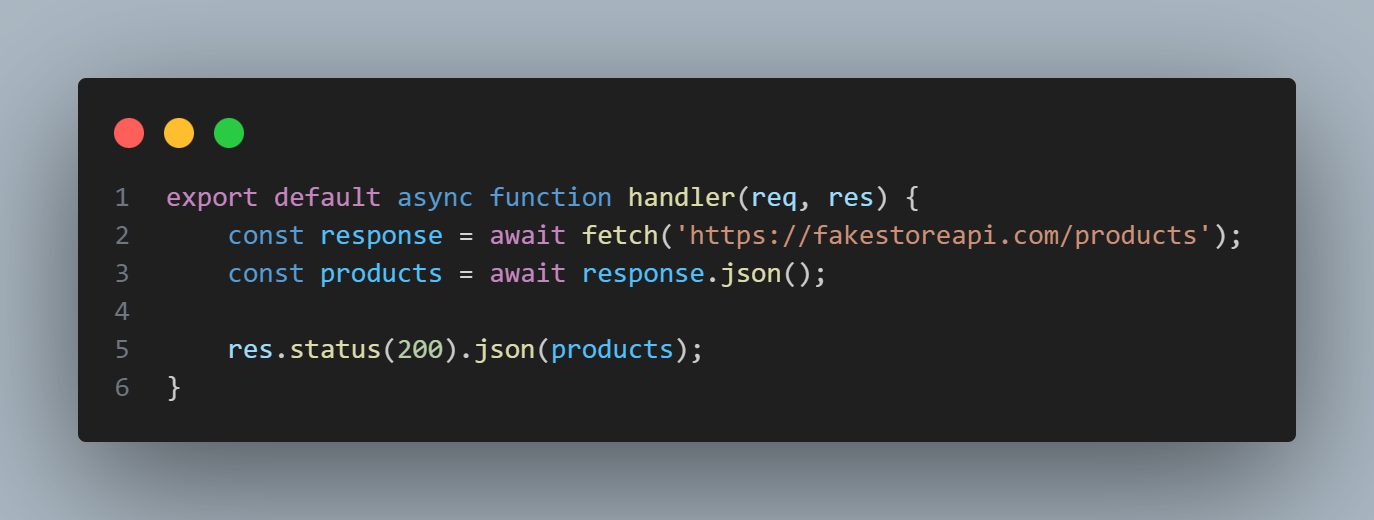 1 export default async function handler(req, res) {
2     const response = await fetch('https://fakestoreapi.com/products');
3     const products = await response.json();
4
5     res.status(200).json(products);
6 }